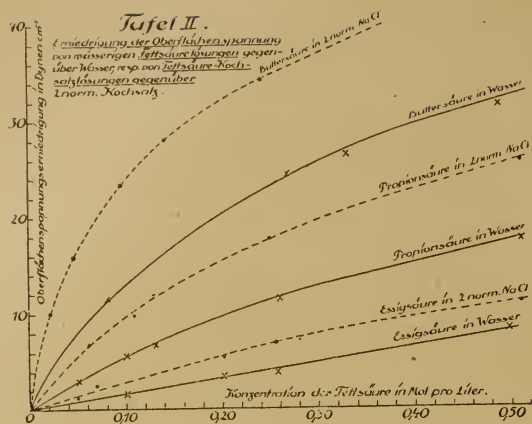 Tafel II.
Erniedrigung der Oberflächenspannung
von wässerigen Fettsäurelösungen gegen-
über Wasser, resp. von Fettsäure-Koch-
salzlösungen gegenüber
2 norm. Kochsalz.
Oberflächenspannungserniedrigung in Dynen cm⁻¹
40
30
20
10
0
Buttersäure in 2 norm. NaCl
Buttersäure in Wasser
Propionsäure in 2 norm. NaCl
Propionsäure in Wasser
Essigsäure in 2 norm. NaCl
Essigsäure in Wasser
Konzentration der Fettsäure in Mol pro Liter.
0,10
0,20
0,30
0,40
0,50